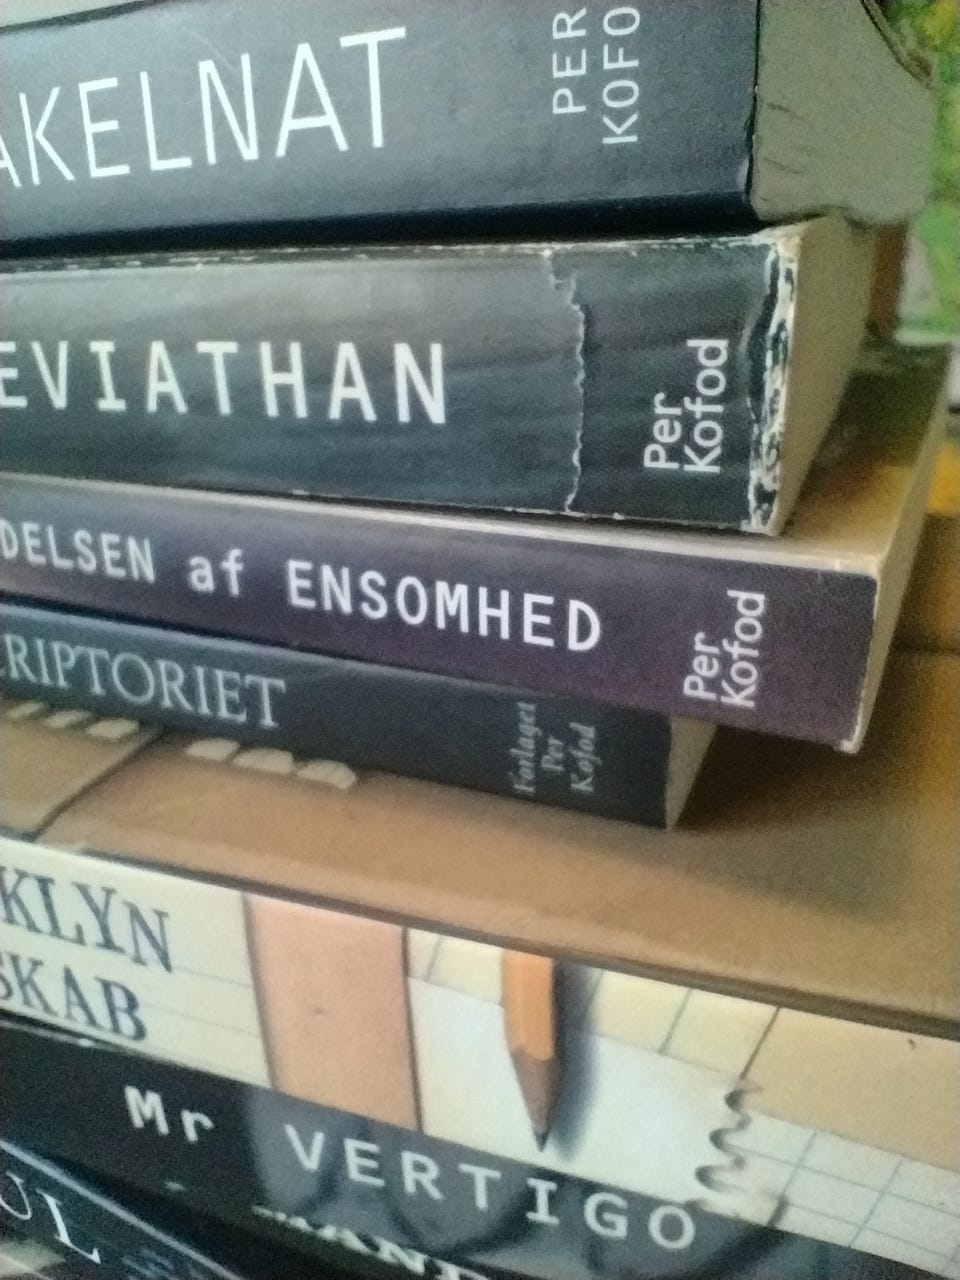 AKELNAT
PER
KOFO
EVIATHAN
Per
Kofod
DELSEN af ENSOMHED
Per
Kofod
RIPTORIET
Forlaget
Per
Kofod
KLYN
SKAB
Mr VERTIGO
UL